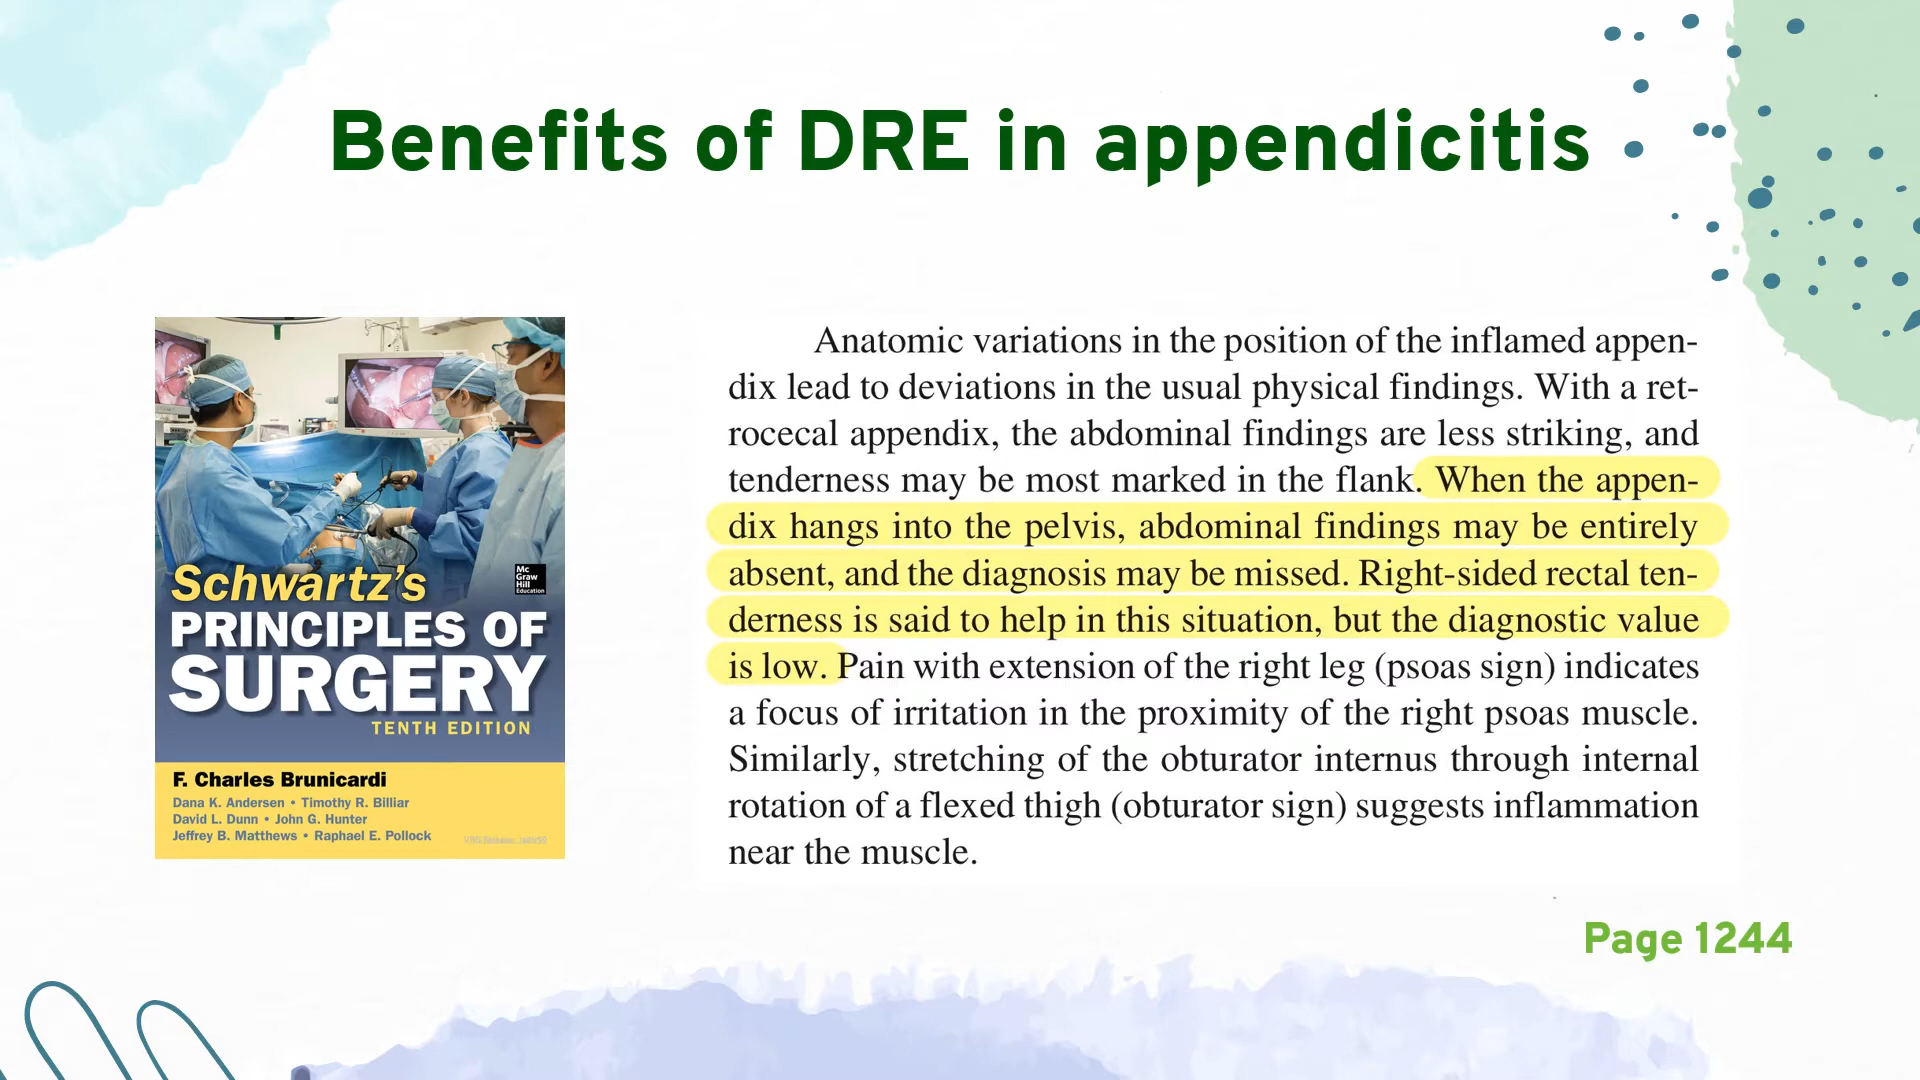 Benefits of DRE in appendicitis
Schwartz's
PRINCIPLES OF
SURGERY
TENTH EDITION
Mc
Graw
Hill
Education
F. Charles Brunicardi
Dana K. Andersen • Timothy R. Billiar
David L. Dunn • John G. Hunter
Jeffrey B. Matthews • Raphael E. Pollock
Anatomic variations in the position of the inflamed appen-
dix lead to deviations in the usual physical findings. With a ret-
rocecal appendix, the abdominal findings are less striking, and
tenderness may be most marked in the flank. When the appen-
dix hangs into the pelvis, abdominal findings may be entirely
absent, and the diagnosis may be missed. Right-sided rectal ten-
derness is said to help in this situation, but the diagnostic value
is low. Pain with extension of the right leg (psoas sign) indicates
a focus of irritation in the proximity of the right psoas muscle.
Similarly, stretching of the obturator internus through internal
rotation of a flexed thigh (obturator sign) suggests inflammation
near the muscle.
Page 1244